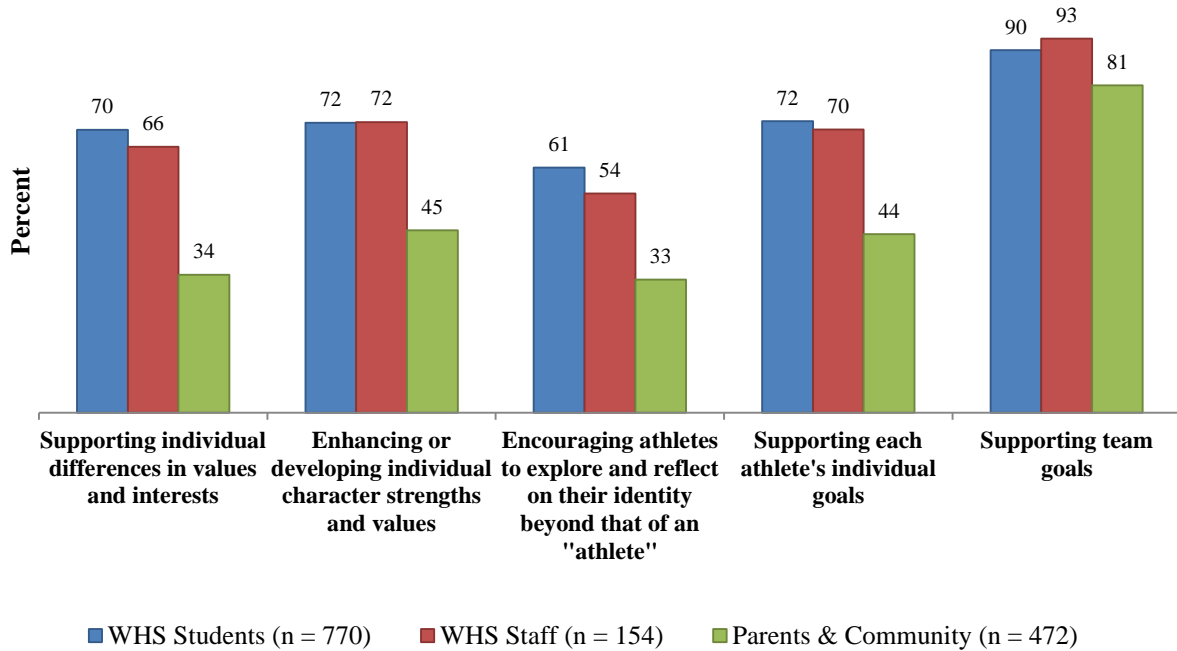 90
93
81
70
66
34
72
72
45
61
54
33
72
70
44
Percent
Supporting individual
differences in values
and interests
Enhancing or
developing individual
character strengths
and values
Encouraging athletes
to explore and reflect
on their identity
beyond that of an
"athlete"
Supporting each
athlete's individual
goals
Supporting team
goals
WHS Students (n = 770)
WHS Staff (n = 154)
Parents & Community (n = 472)